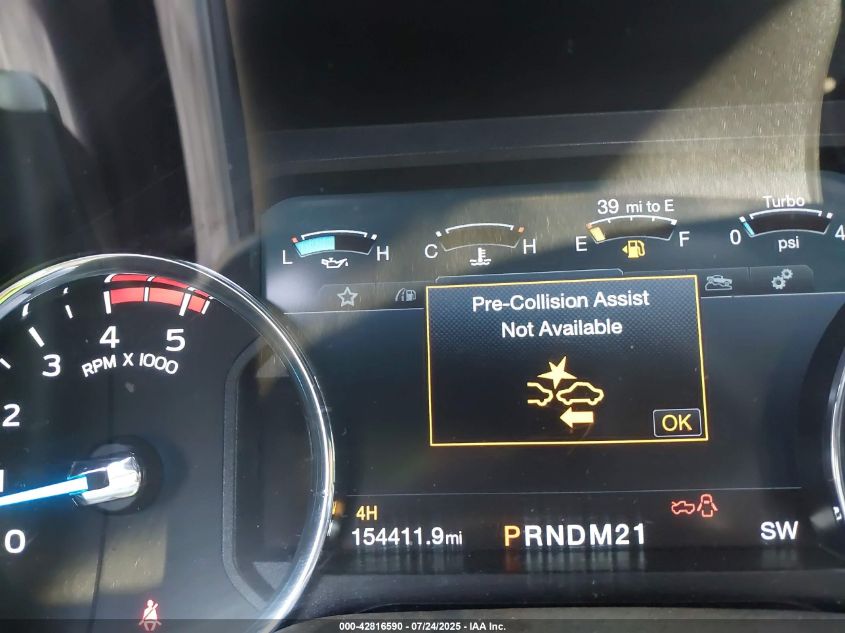 39 mi to E
Turbo
L H
C H
E F
0 psi 4
Pre-Collision Assist
Not Available
OK
4 5
3
RPM X 1000
2
1
0
4H
154411.9mi
PRNDM21
SW
000-42816590 - 07/24/2025 - IAA Inc.